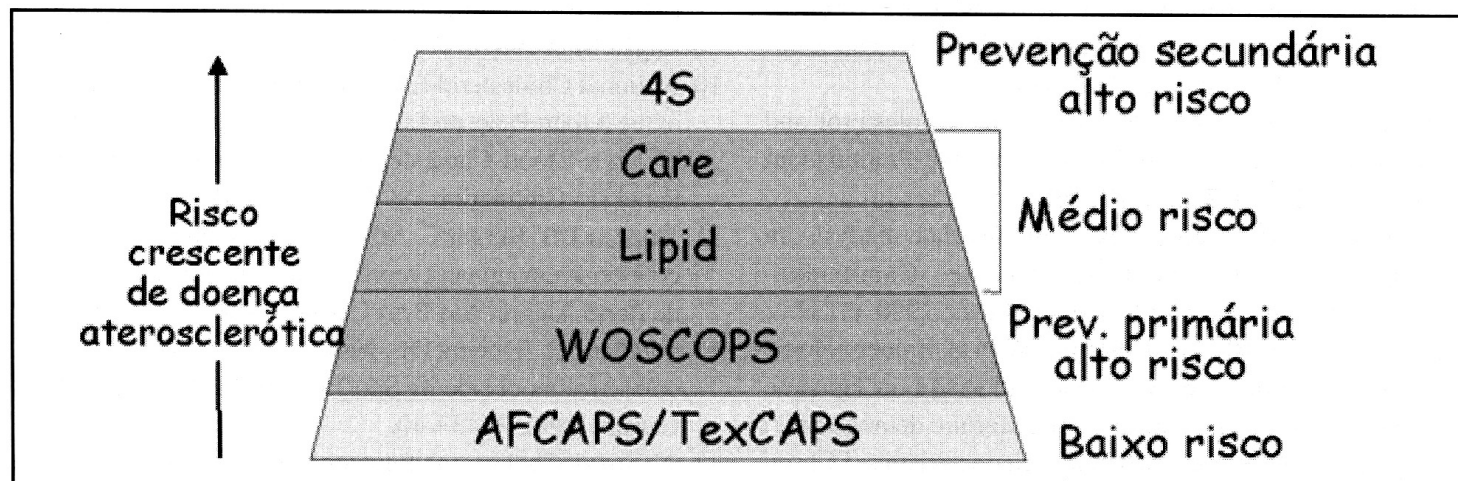 Prevenção secundária
alto risco
4S
Care
Médio risco
Lipid
Risco
crescente
de doença
aterosclerótica
WOSCOPS
Prev. primária
alto risco
AFCAPS/TexCAPS
Baixo risco